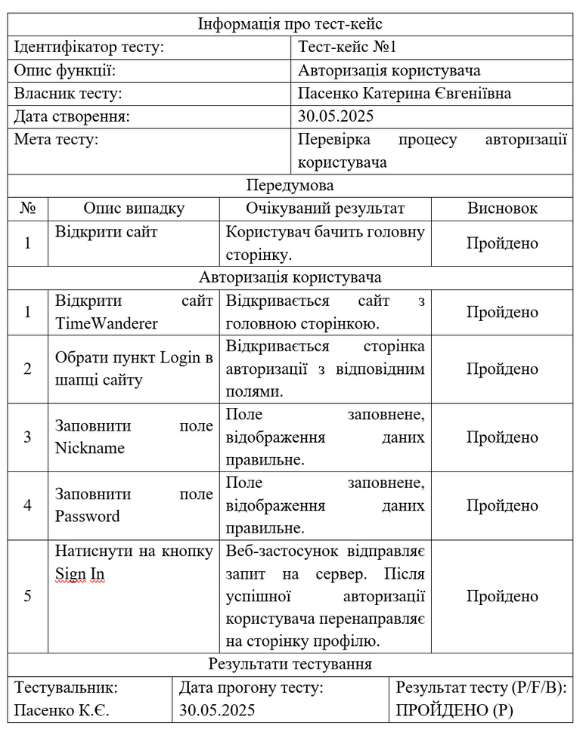 Інформація про тест-кейс
Ідентифікатор тесту: Тест-кейс №1
Опис функції: Авторизація користувача
Власник тесту: Пасенко Катерина Євгеніївна
Дата створення: 30.05.2025
Мета тесту: Перевірка процесу авторизації
користувача
Передумова
№ Опис випадку Очікуваний результат Висновок
1 Відкрити сайт Користувач бачить головну
сторінку. Пройдено
Авторизація користувача
1 Відкрити сайт
TimeWanderer Відкривається сайт з
головною сторінкою. Пройдено
2 Обрати пункт Login в
шапці сайту Відкривається сторінка
авторизації з відповідним
полями. Пройдено
3 Заповнити поле
Nickname Поле заповнене,
відображення даних
правильне. Пройдено
4 Заповнити поле
Password Поле заповнене,
відображення даних
правильне. Пройдено
5 Натиснути на кнопку
Sign In Веб-застосунок відправляє
запит на сервер. Після
успішної авторизації
користувача перенаправляє
на сторінку профілю. Пройдено
Результати тестування
Тестувальник:
Пасенко К.Є.
Дата прогону тесту:
30.05.2025
Результат тесту (P/F/B):
ПРОЙДЕНО (P)